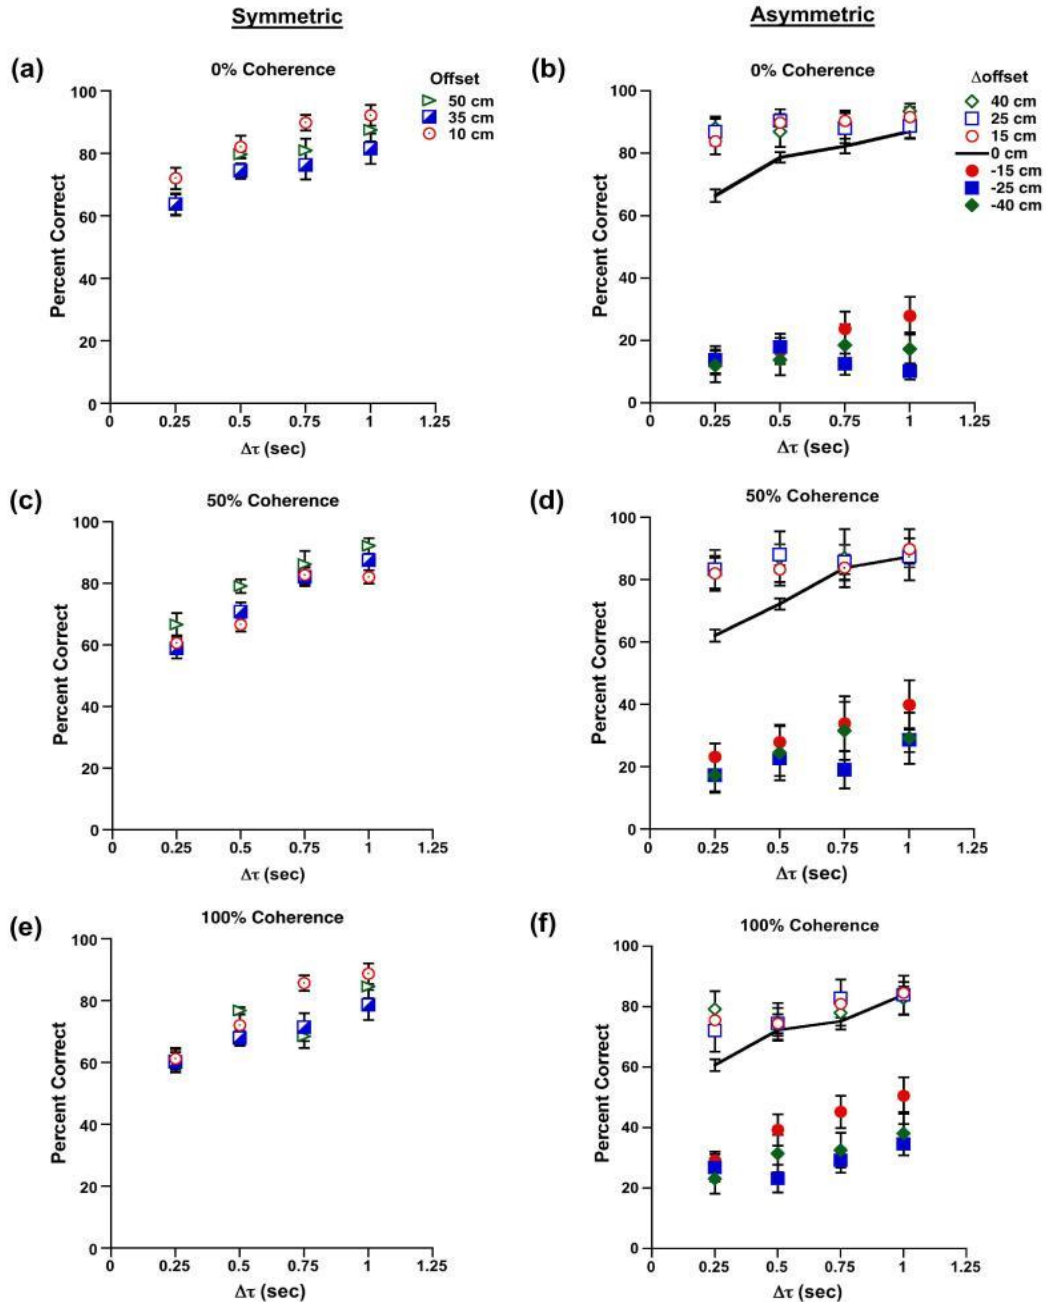 Symmetric
Asymmetric
(a)
0% Coherence
Offset
50 cm
35 cm
10 cm
Percent Correct
100
80
60
40
20
0
0 0.25 0.5 0.75 1 1.25
Δτ (sec)
(b)
0% Coherence
Δoffset
40 cm
25 cm
15 cm
0 cm
-15 cm
-25 cm
-40 cm
Percent Correct
100
80
60
40
20
0
0 0.25 0.5 0.75 1 1.25
Δτ (sec)
(c)
50% Coherence
Percent Correct
100
80
60
40
20
0
0 0.25 0.5 0.75 1 1.25
Δτ (sec)
(d)
50% Coherence
Percent Correct
100
80
60
40
20
0
0 0.25 0.5 0.75 1 1.25
Δτ (sec)
(e)
100% Coherence
Percent Correct
100
80
60
40
20
0
0 0.25 0.5 0.75 1 1.25
Δτ (sec)
(f)
100% Coherence
Percent Correct
100
80
60
40
20
0
0 0.25 0.5 0.75 1 1.25
Δτ (sec)